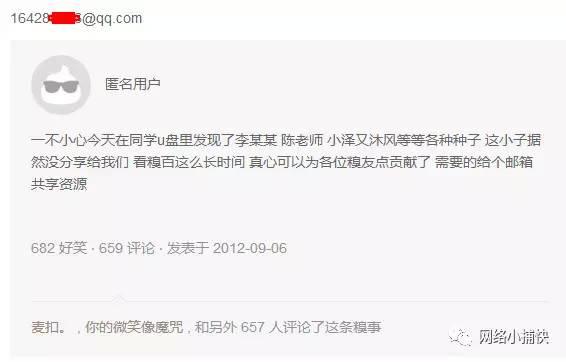 16428 3@qq.com
匿名用户
一不小心今天在同学u盘里发现了李某某 陈老师 小泽又沐风等等各种种子 这小子据
然没分享给我们 看糗百这么长时间 真心可以为各位糗友点贡献了 需要的给个邮箱
共享资源
682 好笑 · 659 评论 · 发表于 2012-09-06
麦扣。 , 你的微笑像魔咒 , 和另外 657 人评论了这条糗事
网络小捕快